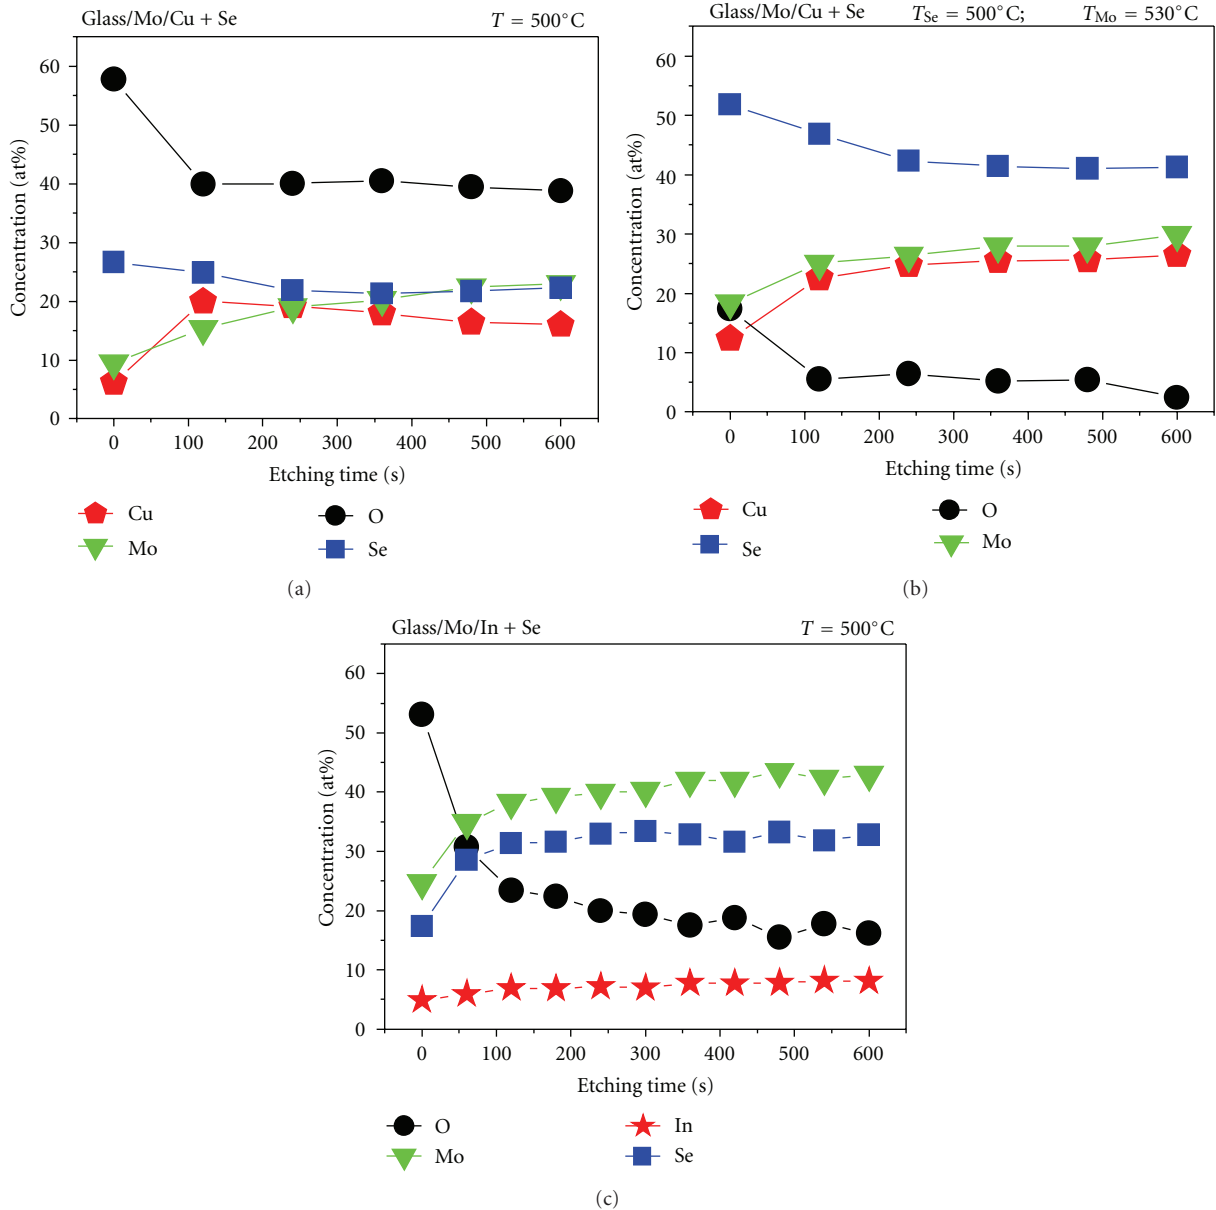 Glass/Mo/Cu + Se T = 500°C
Concentration (at%)
60
50
40
30
20
10
0
0 100 200 300 400 500 600
Etching time (s)
Cu O
Mo Se
(a)
Glass/Mo/Cu + Se TSe = 500°C; TMo = 530°C
Concentration (at%)
60
50
40
30
20
10
0
0 100 200 300 400 500 600
Etching time (s)
Cu O
Se Mo
(b)
Glass/Mo/In + Se T = 500°C
Concentration (at%)
60
50
40
30
20
10
0
0 100 200 300 400 500 600
Etching time (s)
O In
Mo Se
(c)